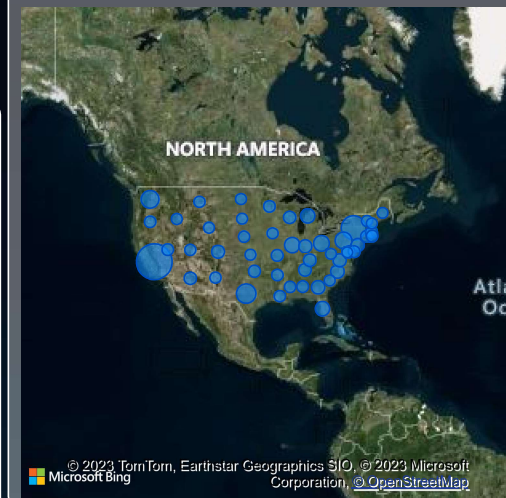 NORTH AMERICA
Atla
Oc
© 2023 TomTom, Earthstar Geographics SIO, © 2023 Microsoft
Corporation, © OpenStreetMap
Microsoft Bing